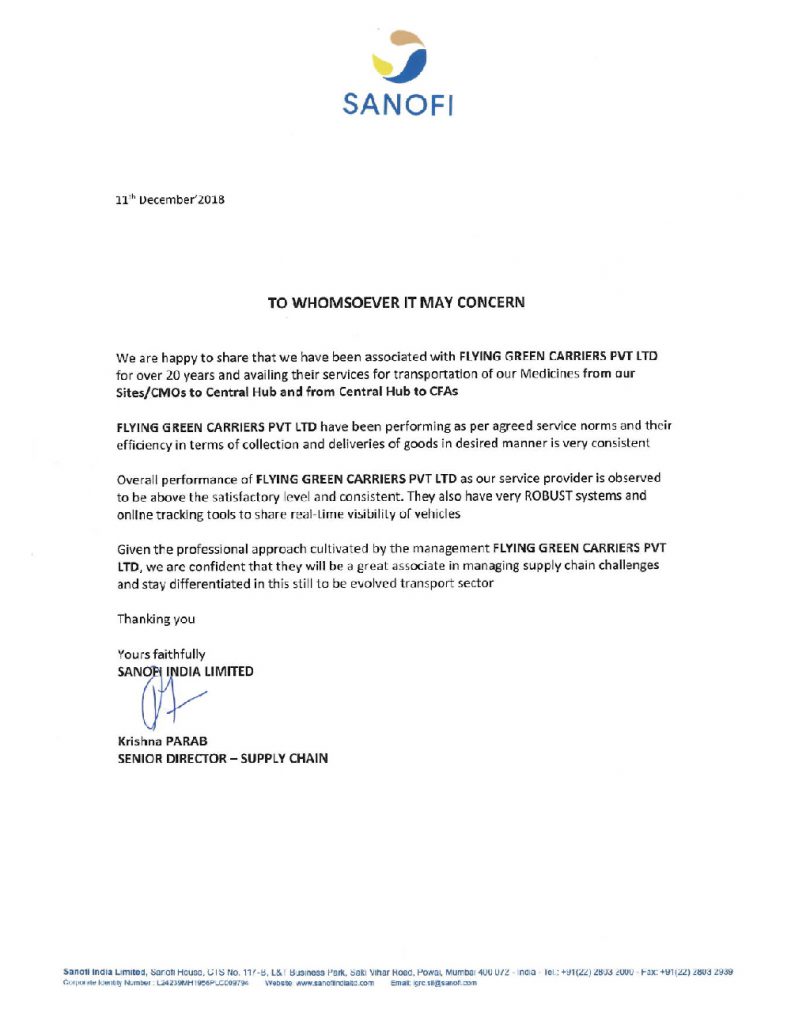 SANOFI
11th December'2018
TO WHOMSOEVER IT MAY CONCERN
We are happy to share that we have been associated with FLYING GREEN CARRIERS PVT LTD
for over 20 years and availing their services for transportation of our Medicines from our
Sites/CMOs to Central Hub and from Central Hub to CFAs
FLYING GREEN CARRIERS PVT LTD have been performing as per agreed service norms and their
efficiency in terms of collection and deliveries of goods in desired manner is very consistent
Overall performance of FLYING GREEN CARRIERS PVT LTD as our service provider is observed
to be above the satisfactory level and consistent. They also have very ROBUST systems and
online tracking tools to share real-time visibility of vehicles
Given the professional approach cultivated by the management FLYING GREEN CARRIERS PVT
LTD, we are confident that they will be a great associate in managing supply chain challenges
and stay differentiated in this still to be evolved transport sector
Thanking you
Yours faithfully
SANOFI INDIA LIMITED
Krishna PARAB
SENIOR DIRECTOR – SUPPLY CHAIN
Sanofi India Limited, Sanofi House, CTS No. 117-B, L&T Business Park, Saki Vihar Road, Powai, Mumbai 400 072 - India - Tel.: +91(22) 2803 2000 - Fax: +91(22) 2803 2939
Corporate Identity Number : L24239MH1956PLC009794 Website: www.sanofiindialtd.com Email: igrc.sil@sanofi.com